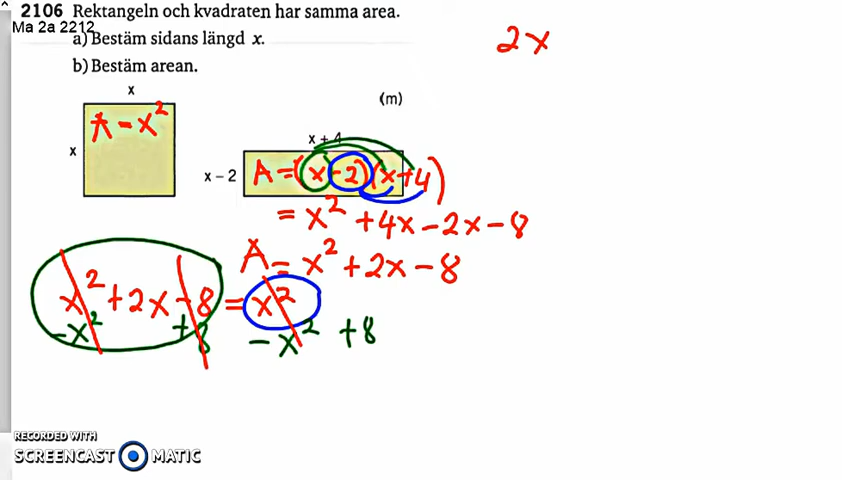 2106 Rektangeln och kvadraten har samma area.
Ma 2a 2212
a) Bestäm sidans längd x.
2x
b) Bestäm arean.
x
(m)
x + 4
A = x²
x
x − 2
A = (x − 2)(x + 4)
= x² + 4x − 2x − 8
A = x² + 2x − 8
x² + 2x − 8 = x²
− x² + 8 − x² + 8
RECORDED WITH
SCREENCAST MATIC